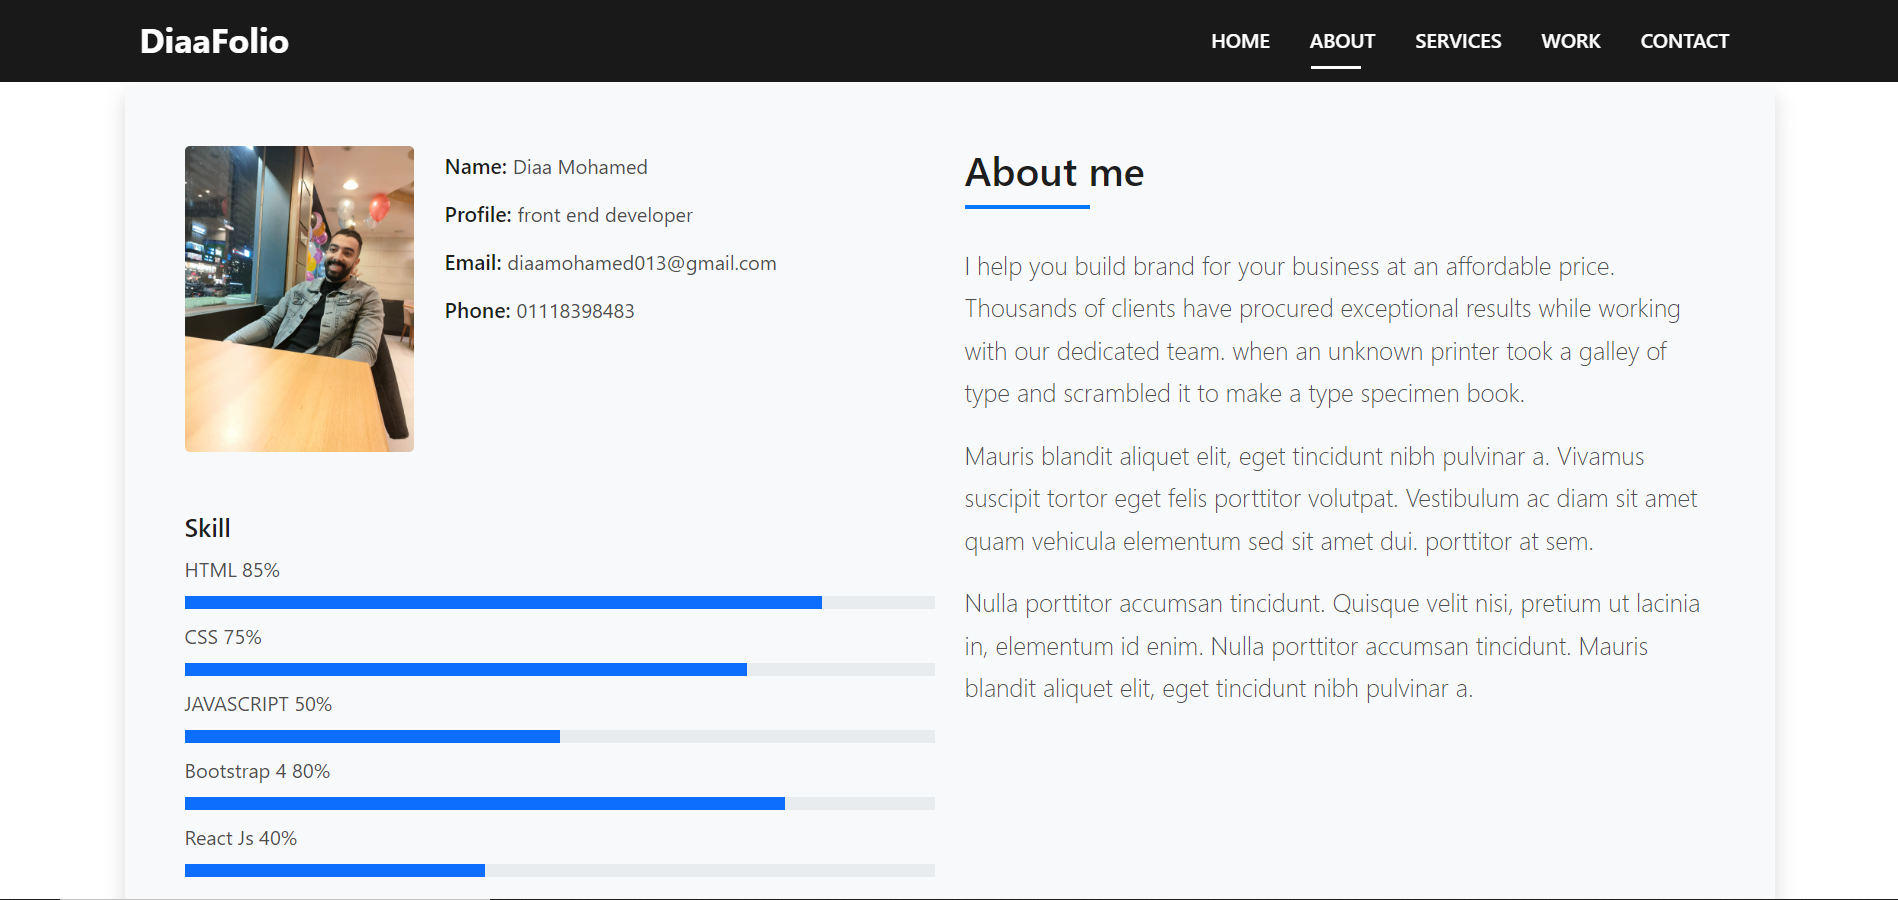 DiaaFolio
HOME ABOUT SERVICES WORK CONTACT
Name: Diaa Mohamed
Profile: front end developer
Email: diaamohamed013@gmail.com
Phone: 01118398483
Skill
HTML 85%
CSS 75%
JAVASCRIPT 50%
Bootstrap 4 80%
React Js 40%
About me
I help you build brand for your business at an affordable price.
Thousands of clients have procured exceptional results while working
with our dedicated team. when an unknown printer took a galley of
type and scrambled it to make a type specimen book.
Mauris blandit aliquet elit, eget tincidunt nibh pulvinar a. Vivamus
suscipit tortor eget felis porttitor volutpat. Vestibulum ac diam sit amet
quam vehicula elementum sed sit amet dui. porttitor at sem.
Nulla porttitor accumsan tincidunt. Quisque velit nisi, pretium ut lacinia
in, elementum id enim. Nulla porttitor accumsan tincidunt. Mauris
blandit aliquet elit, eget tincidunt nibh pulvinar a.